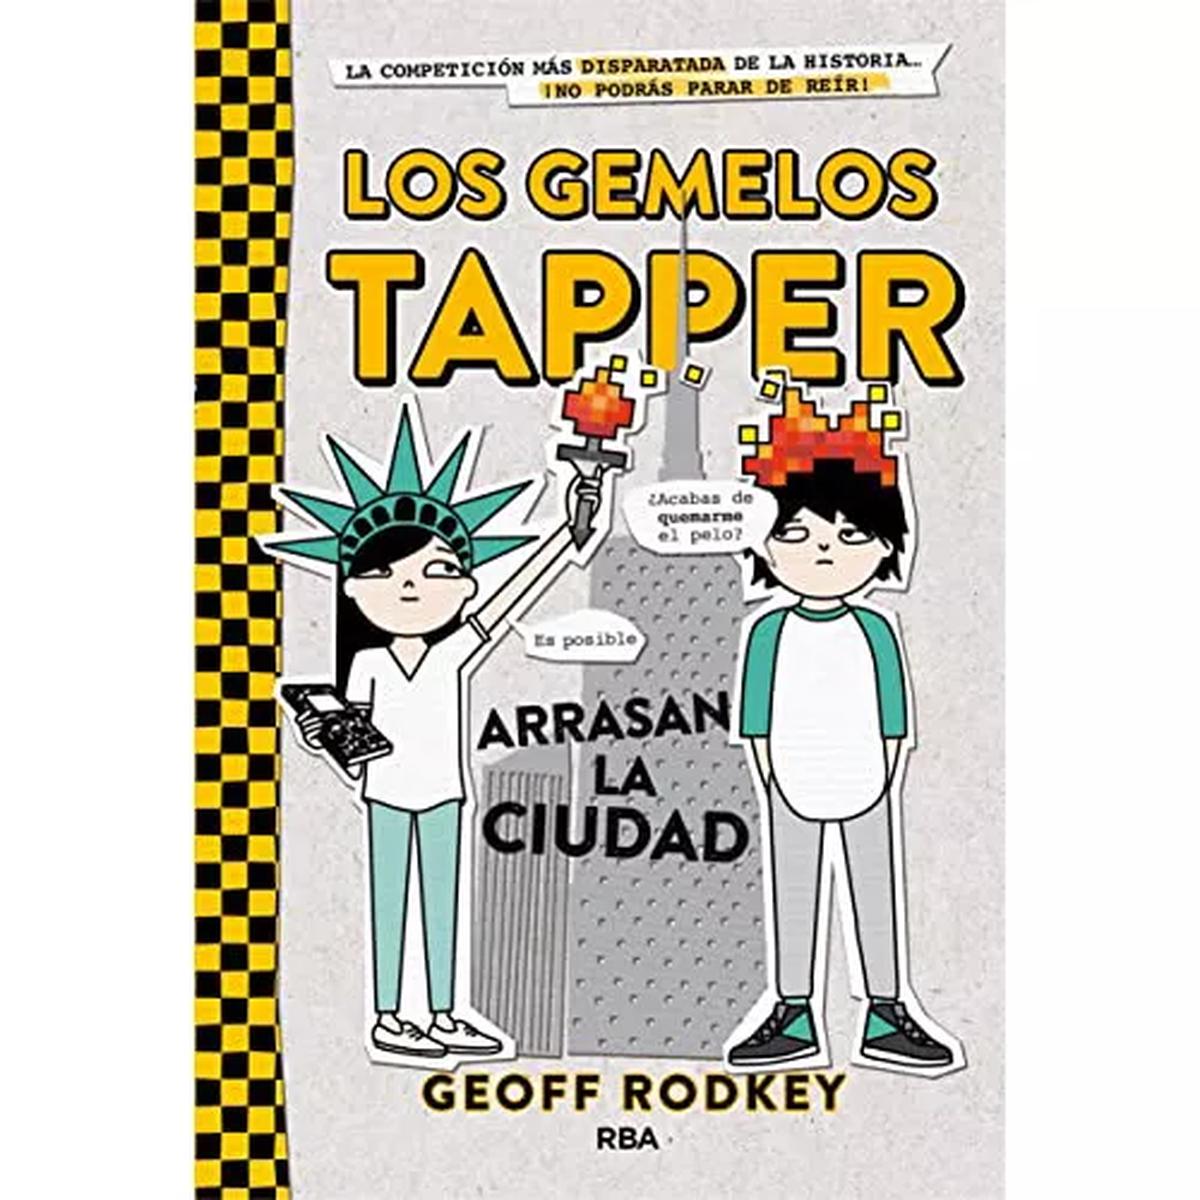 LA COMPETICIÓN MÁS DISPARATADA DE LA HISTORIA...
¡NO PODRÁS PARAR DE REÍR!
LOS GEMELOS
TAPPER
¿Acabas de
quemarme
el pelo?
Es posible
ARRASAN
LA
CIUDAD
GEOFF RODKEY
RBA